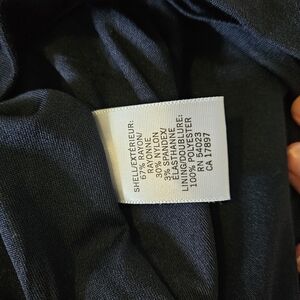 SHELL/EXTÉRIEUR:
67% RAYON/
RAYONNE
30% NYLON
3% SPANDEX/
ÉLASTHANNE
LINING/DOUBLURE:
100% POLYESTER
RN 54023
CA 17897